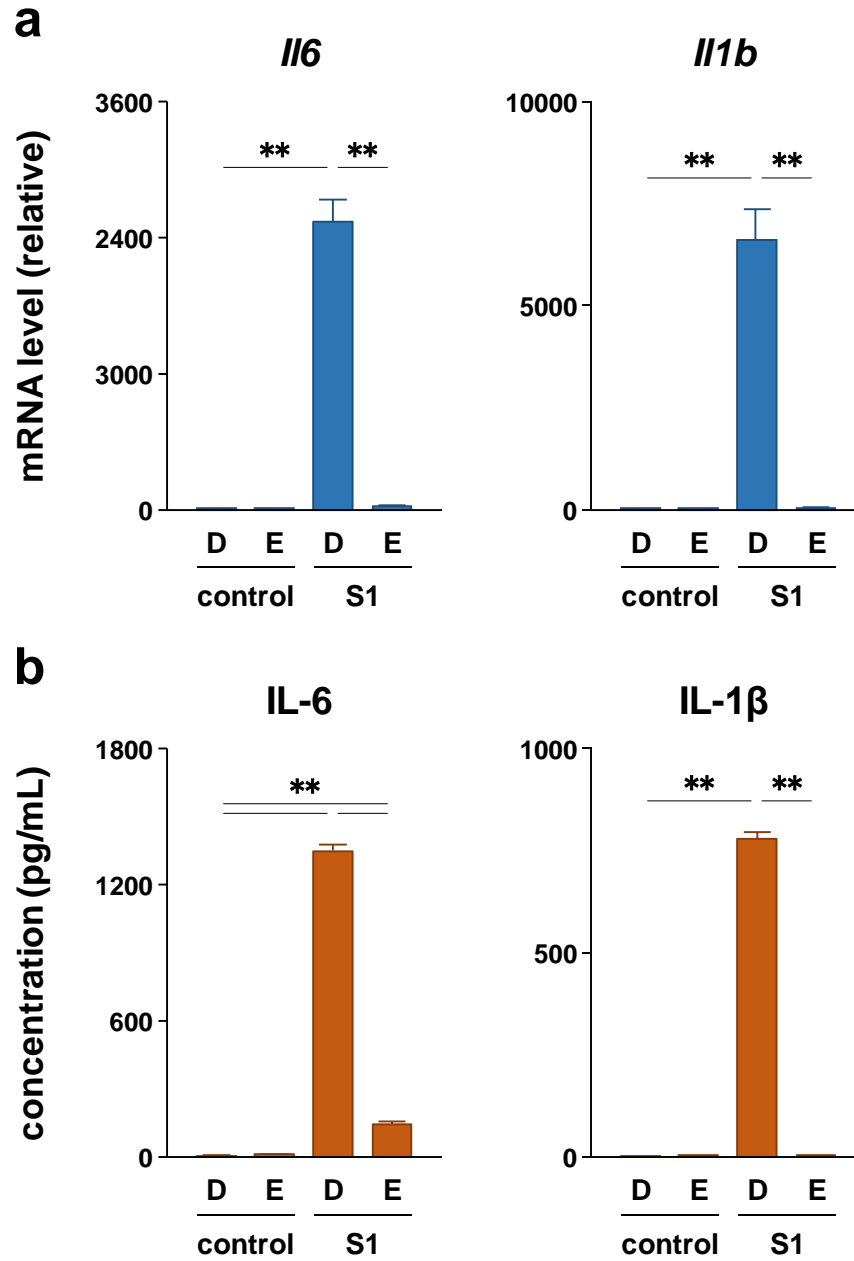 a
Il6
Il1b
mRNA level (relative)
3600
2400
3000
0
** **
D E D E
control S1
10000
5000
0
** **
D E D E
control S1
b
IL-6
IL-1β
concentration (pg/mL)
1800
1200
600
0
**
D E D E
control S1
1000
500
0
** **
D E D E
control S1